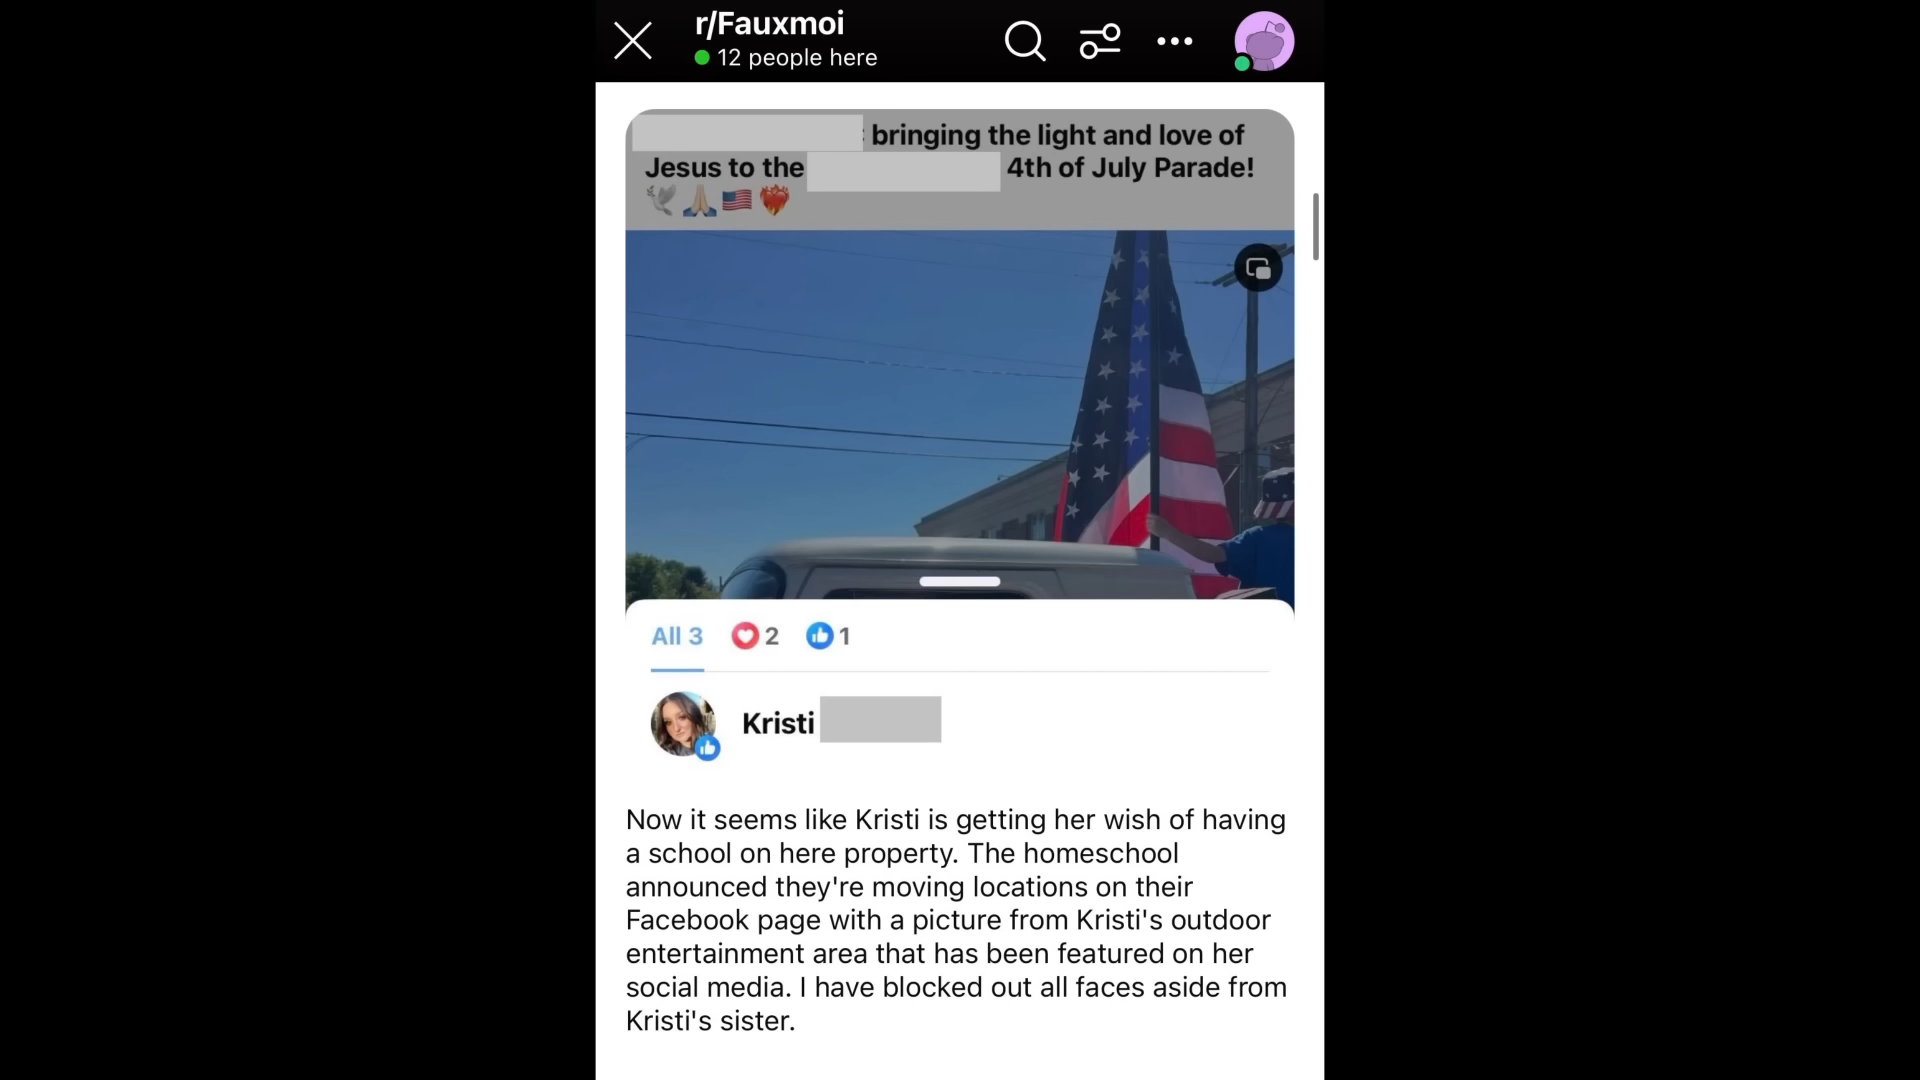 r/Fauxmoi
12 people here
bringing the light and love of
Jesus to the 4th of July Parade!
All 3 2 1
Kristi
Now it seems like Kristi is getting her wish of having
a school on here property. The homeschool
announced they're moving locations on their
Facebook page with a picture from Kristi's outdoor
entertainment area that has been featured on her
social media. I have blocked out all faces aside from
Kristi's sister.